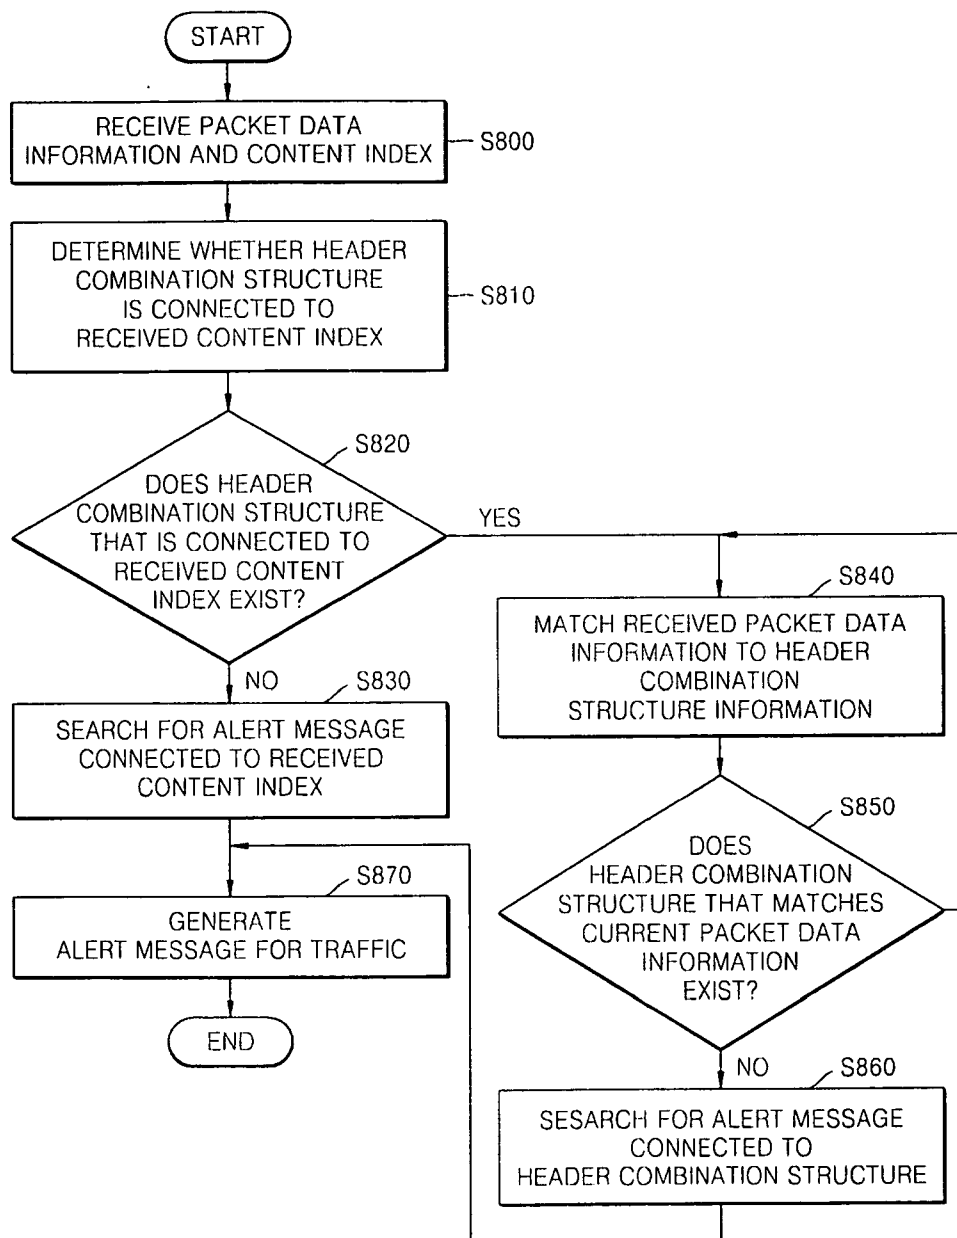 START
RECEIVE PACKET DATA
INFORMATION AND CONTENT INDEX
S800
DETERMINE WHETHER HEADER
COMBINATION STRUCTURE
IS CONNECTED TO
RECEIVED CONTENT INDEX
S810
S820
DOES HEADER
COMBINATION STRUCTURE
THAT IS CONNECTED TO
RECEIVED CONTENT
INDEX EXIST?
YES
NO
S830
SEARCH FOR ALERT MESSAGE
CONNECTED TO RECEIVED
CONTENT INDEX
S840
MATCH RECEIVED PACKET DATA
INFORMATION TO HEADER
COMBINATION
STRUCTURE INFORMATION
S850
DOES
HEADER COMBINATION
STRUCTURE THAT MATCHES
CURRENT PACKET DATA
INFORMATION
EXIST?
NO
S860
SESARCH FOR ALERT MESSAGE
CONNECTED TO
HEADER COMBINATION STRUCTURE
S870
GENERATE
ALERT MESSAGE FOR TRAFFIC
END